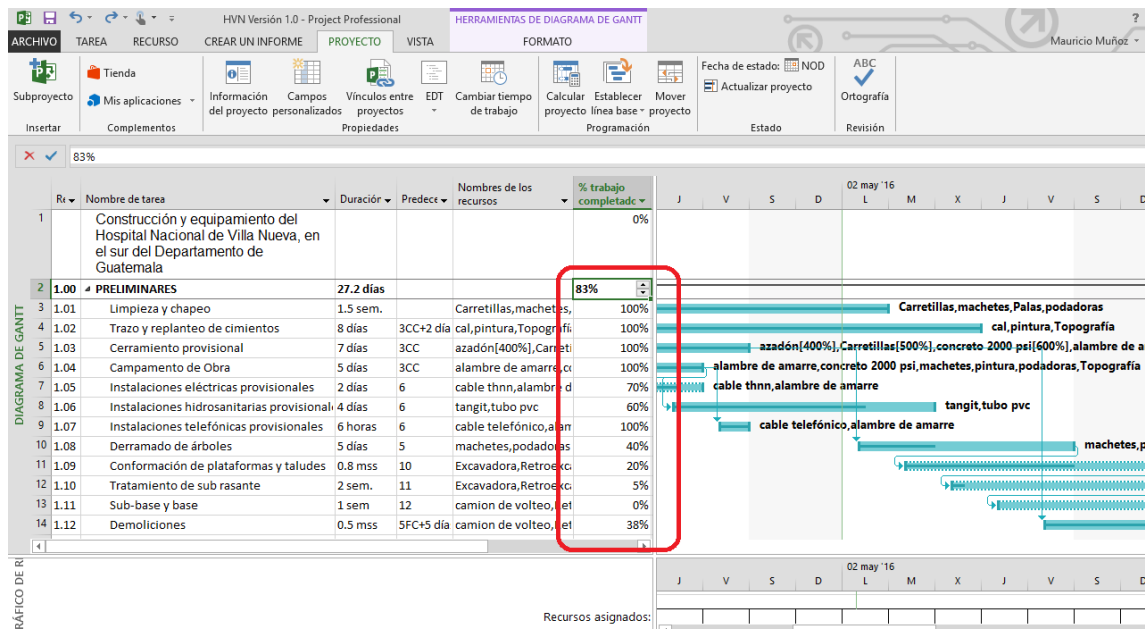 HVN Versión 1.0 - Project Professional
HERRAMIENTAS DE DIAGRAMA DE GANTT
?
ARCHIVO TAREA RECURSO CREAR UN INFORME PROYECTO VISTA FORMATO Mauricio Muñoz
Subproyecto
Insertar
Tienda
Mis aplicaciones
Complementos
Información del proyecto
Campos personalizados
Vínculos entre proyectos
EDT
Cambiar tiempo de trabajo
Propiedades
Calcular proyecto
Establecer línea base
Mover proyecto
Programación
Fecha de estado: NOD
Actualizar proyecto
Estado
ABC
Ortografía
Revisión
83%
Nombre de tarea Duración Predece Nombres de los recursos % trabajo completado
02 may '16
J V S D L M X J V S D
1 Construcción y equipamiento del Hospital Nacional de Villa Nueva, en el sur del Departamento de Guatemala 0%
2 1.00 PRELIMINARES 27.2 días 83%
3 1.01 Limpieza y chapeo 1.5 sem. Carretillas,machetes, 100%
4 1.02 Trazo y replanteo de cimientos 8 días 3CC+2 día cal,pintura,Topografí 100%
5 1.03 Cerramiento provisional 7 días 3CC azadón[400%],Carreti 100%
6 1.04 Campamento de Obra 5 días 3CC alambre de amarre,co 100%
7 1.05 Instalaciones eléctricas provisionales 2 días 6 cable thnn,alambre d 70%
8 1.06 Instalaciones hidrosanitarias provisional 4 días 6 tangit,tubo pvc 60%
9 1.07 Instalaciones telefónicas provisionales 6 horas 6 cable telefónico,alam 100%
10 1.08 Derramado de árboles 5 días 5 machetes,podadoras 40%
11 1.09 Conformación de plataformas y taludes 0.8 mss 10 Excavadora,Retroexca 20%
12 1.10 Tratamiento de sub rasante 2 sem. 11 Excavadora,Retroexca 5%
13 1.11 Sub-base y base 1 sem 12 camion de volteo,Ret 0%
14 1.12 Demoliciones 0.5 mss 5FC+5 día camion de volteo,Ret 38%
Carretillas,machetes,Palas,podadoras
cal,pintura,Topografía
azadón[400%],Carretillas[500%],concreto 2000 psi[600%],alambre de a
alambre de amarre,concreto 2000 psi,machetes,pintura,podadoras,Topografía
cable thnn,alambre de amarre
tangit,tubo pvc
cable telefónico,alambre de amarre
machetes,p
DIAGRAMA DE GANTT
02 may '16
J V S D L M X J V S D
Recursos asignados: